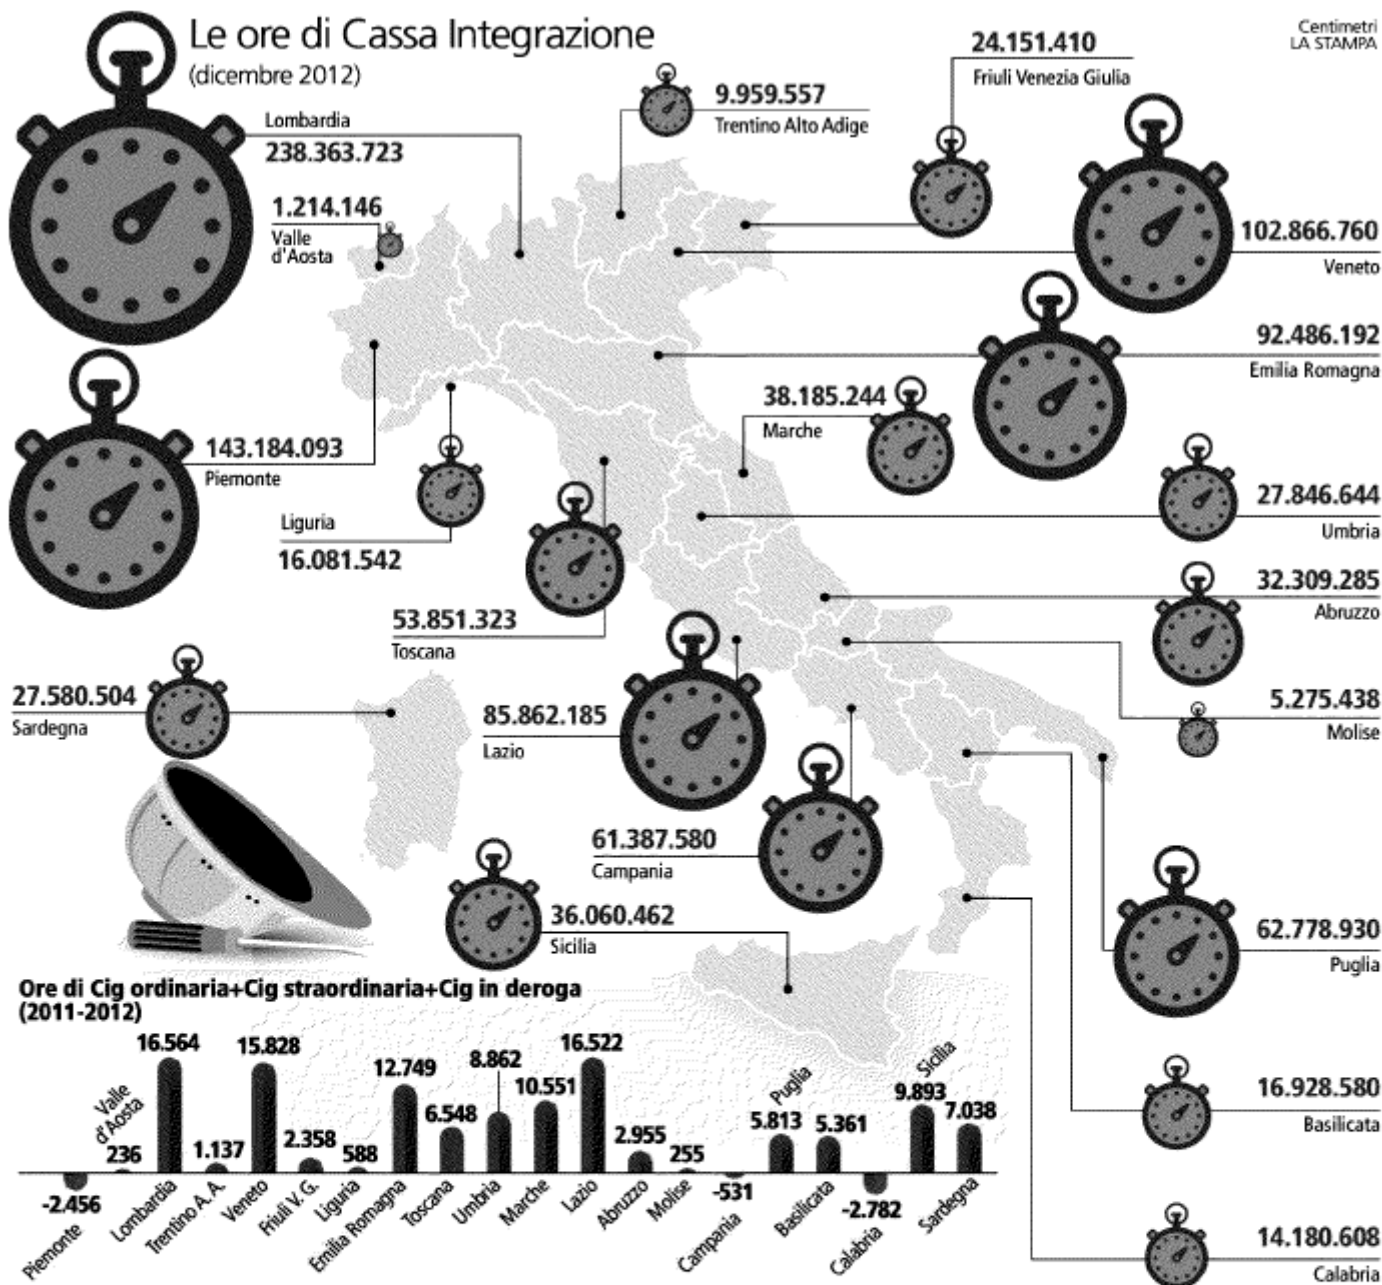 Le ore di Cassa Integrazione
(dicembre 2012)
Centimetri
LA STAMPA
Lombardia
238.363.723
1.214.146
Valle
d'Aosta
9.959.557
Trentino Alto Adige
24.151.410
Friuli Venezia Giulia
102.866.760
Veneto
92.486.192
Emilia Romagna
38.185.244
Marche
143.184.093
Piemonte
Liguria
16.081.542
27.846.644
Umbria
53.851.323
Toscana
32.309.285
Abruzzo
27.580.504
Sardegna
85.862.185
Lazio
5.275.438
Molise
61.387.580
Campania
36.060.462
Sicilia
62.778.930
Puglia
16.928.580
Basilicata
14.180.608
Calabria
Ore di Cig ordinaria+Cig straordinaria+Cig in deroga
(2011-2012)
-2.456
Piemonte
Valle
d'Aosta
236
16.564
Lombardia
1.137
Trentino A. A.
15.828
Veneto
2.358
Friuli V. G.
588
Liguria
12.749
Emilia Romagna
6.548
Toscana
8.862
Umbria
10.551
Marche
16.522
Lazio
2.955
Abruzzo
255
Molise
-531
Campania
Puglia
5.813
5.361
Basilicata
-2.782
Calabria
Sicilia
9.893
7.038
Sardegna